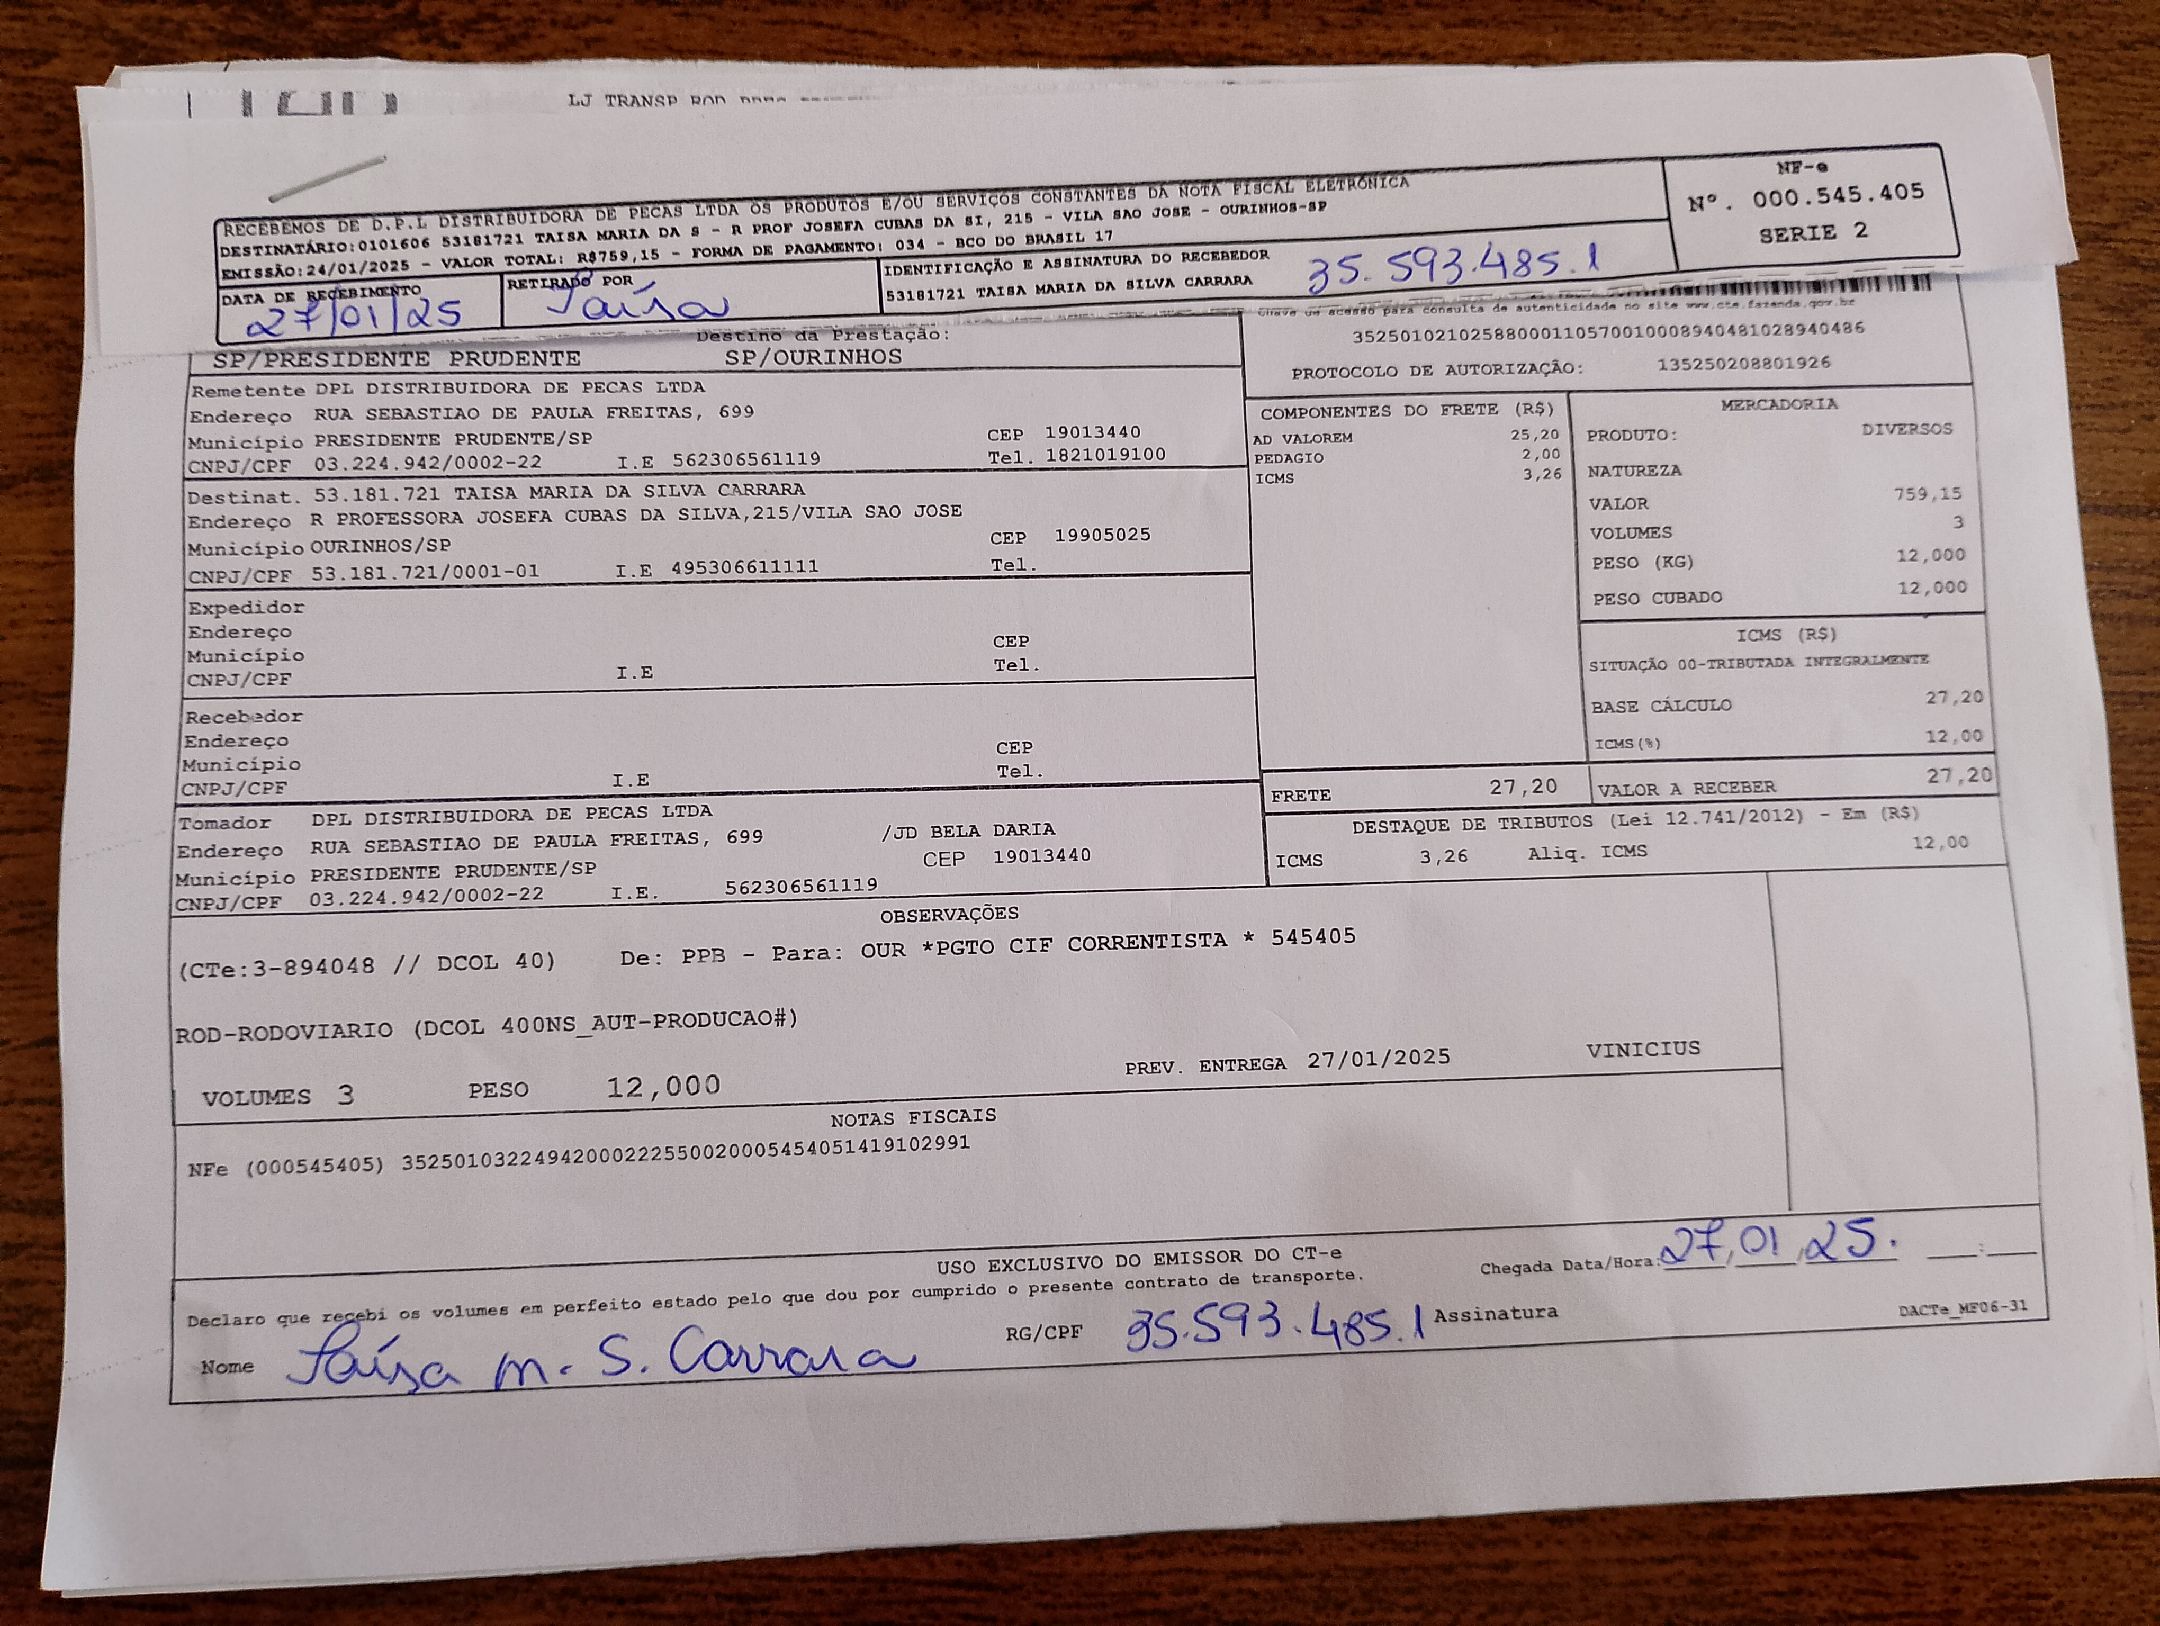 LJ TRANSP ROD
RECEBEMOS DE D.P.L DISTRIBUIDORA DE PECAS LTDA OS PRODUTOS E/OU SERVIÇOS CONSTANTES DA NOTA FISCAL ELETRÔNICA
DESTINATÁRIO:0101606 53181721 TAISA MARIA DA S - R PROF JOSEFA CUBAS DA SI, 215 - VILA SAO JOSE - OURINHOS-SP
EMISSÃO:24/01/2025 - VALOR TOTAL: R$759,15 - FORMA DE PAGAMENTO: 034 - BCO DO BRASIL 17
NF-e
Nº. 000.545.405
SERIE 2
DATA DE RECEBIMENTO
27/01/25
RETIRADO POR
Taísa
IDENTIFICAÇÃO E ASSINATURA DO RECEBEDOR
53181721 TAISA MARIA DA SILVA CARRARA
35.593.485.1
Destino da Prestação:
SP/PRESIDENTE PRUDENTE SP/OURINHOS
Chave de acesso para consulta de autenticidade no site www.cte.fazenda.gov.br
35250102102588000110570010008940481028940486
PROTOCOLO DE AUTORIZAÇÃO: 135250208801926
Remetente DPL DISTRIBUIDORA DE PECAS LTDA
Endereço RUA SEBASTIAO DE PAULA FREITAS, 699
Município PRESIDENTE PRUDENTE/SP CEP 19013440
CNPJ/CPF 03.224.942/0002-22 I.E 562306561119 Tel. 1821019100
Destinat. 53.181.721 TAISA MARIA DA SILVA CARRARA
Endereço R PROFESSORA JOSEFA CUBAS DA SILVA,215/VILA SAO JOSE
Município OURINHOS/SP CEP 19905025
CNPJ/CPF 53.181.721/0001-01 I.E 495306611111 Tel.
Expedidor
Endereço
Município CEP
CNPJ/CPF I.E Tel.
Recebedor
Endereço
Município CEP
CNPJ/CPF I.E Tel.
Tomador DPL DISTRIBUIDORA DE PECAS LTDA
Endereço RUA SEBASTIAO DE PAULA FREITAS, 699 /JD BELA DARIA
Município PRESIDENTE PRUDENTE/SP CEP 19013440
CNPJ/CPF 03.224.942/0002-22 I.E. 562306561119
COMPONENTES DO FRETE (R$)
AD VALOREM 25,20
PEDAGIO 2,00
ICMS 3,26
MERCADORIA
PRODUTO: DIVERSOS
NATUREZA
VALOR 759,15
VOLUMES 3
PESO (KG) 12,000
PESO CUBADO 12,000
ICMS (R$)
SITUAÇÃO 00-TRIBUTADA INTEGRALMENTE
BASE CÁLCULO 27,20
ICMS(%) 12,00
FRETE 27,20 VALOR A RECEBER 27,20
DESTAQUE DE TRIBUTOS (Lei 12.741/2012) - Em (R$)
ICMS 3,26 Aliq. ICMS 12,00
OBSERVAÇÕES
(CTe:3-894048 // DCOL 40) De: PPB - Para: OUR *PGTO CIF CORRENTISTA * 545405
ROD-RODOVIARIO (DCOL 400NS_AUT-PRODUCAO#)
VOLUMES 3 PESO 12,000 PREV. ENTREGA 27/01/2025 VINICIUS
NOTAS FISCAIS
NFe (000545405) 35250103224942000222550020005454051419102991
USO EXCLUSIVO DO EMISSOR DO CT-e
Declaro que recebi os volumes em perfeito estado pelo que dou por cumprido o presente contrato de transporte.
Chegada Data/Hora: 27/01/25.
Nome Taísa m. S. Carrara RG/CPF 35.593.485.1 Assinatura
DACTe_MF06-31